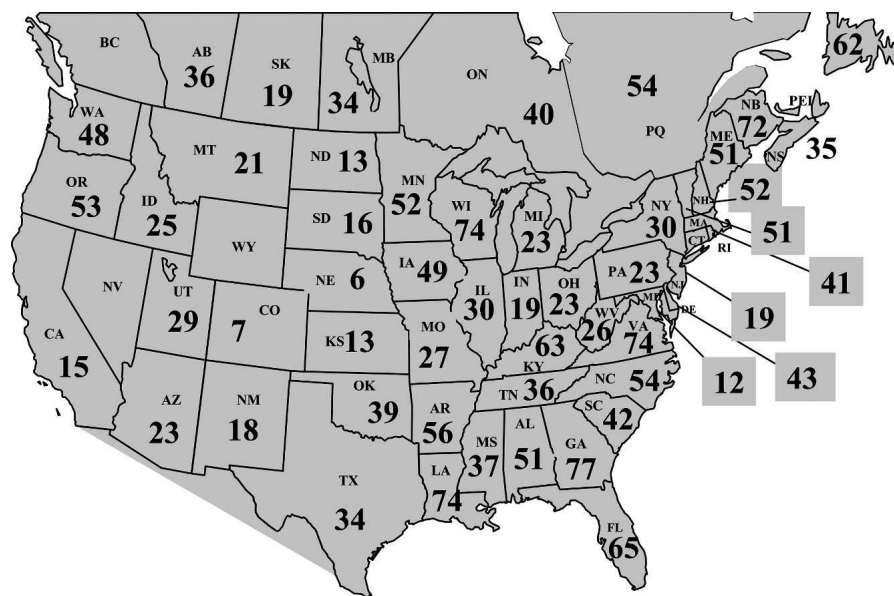 BC
AB
36
SK
19
MB
34
ON
40
54
PQ
62
NB
72
PEI
NS
35
ME
51
WA
48
MT
21
ND
13
MN
52
OR
53
ID
25
WY
SD
16
WI
74
MI
23
NY
30
NH
52
MA
51
CT
RI
41
NV
UT
29
CO
7
NE
6
IA
49
IL
30
IN
19
OH
23
PA
23
NJ
19
MD
12
DE
43
CA
15
KS
13
MO
27
KY
63
WV
26
VA
74
AZ
23
NM
18
OK
39
AR
56
TN
36
NC
54
SC
42
TX
34
LA
74
MS
37
AL
51
GA
77
FL
65